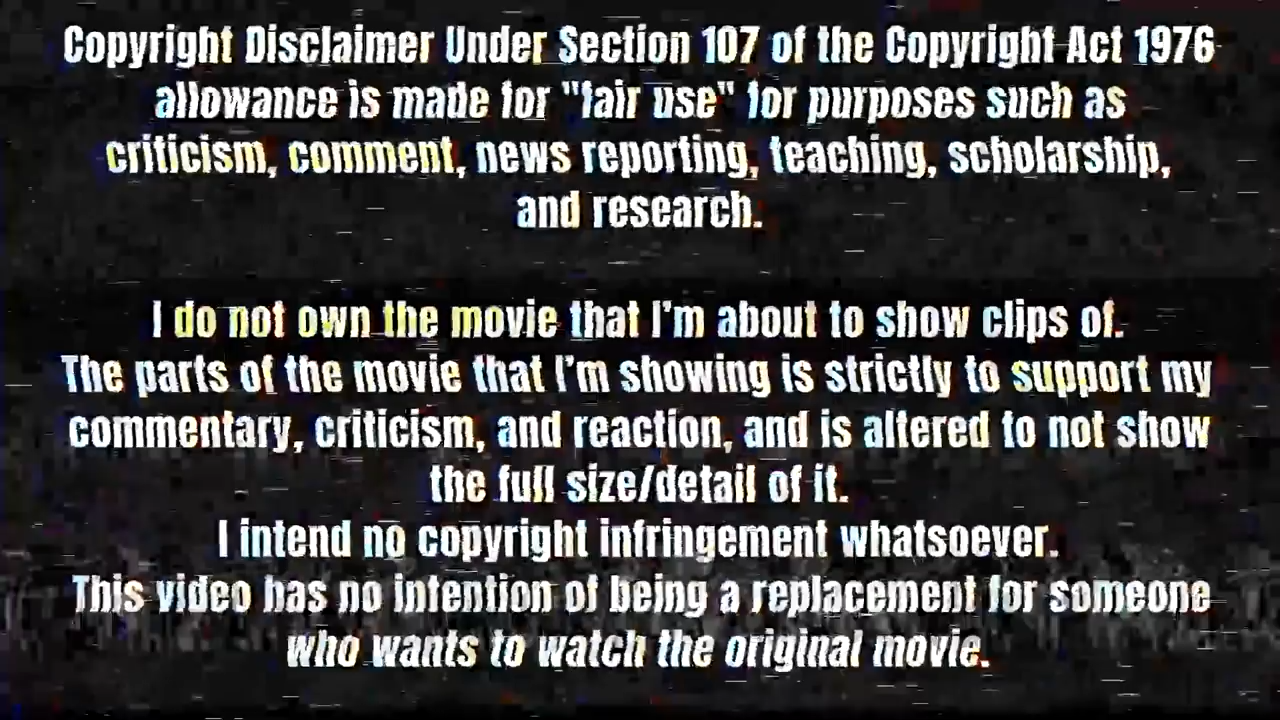 Copyright Disclaimer Under Section 107 of the Copyright Act 1976
allowance is made for "fair use" for purposes such as
criticism, comment, news reporting, teaching, scholarship,
and research.
I do not own the movie that I'm about to show clips of.
The parts of the movie that I'm showing is strictly to support my
commentary, criticism, and reaction, and is altered to not show
the full size/detail of it.
I intend no copyright infringement whatsoever.
This video has no intention of being a replacement for someone
who wants to watch the original movie.